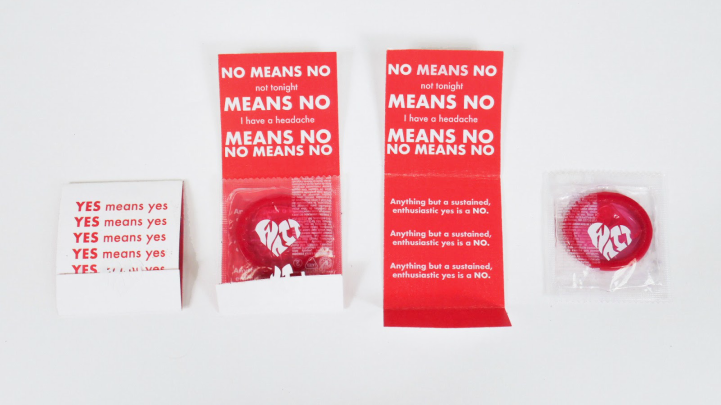 YES means yes
YES means yes
YES means yes
YES means yes
YES yes
NO MEANS NO
not tonight
MEANS NO
I have a headache
MEANS NO
NO MEANS NO
NO MEANS NO
not tonight
MEANS NO
I have a headache
MEANS NO
NO MEANS NO
Anything but a sustained,
enthusiastic yes is a NO.
Anything but a sustained,
enthusiastic yes is a NO.
Anything but a sustained,
enthusiastic yes is a NO.